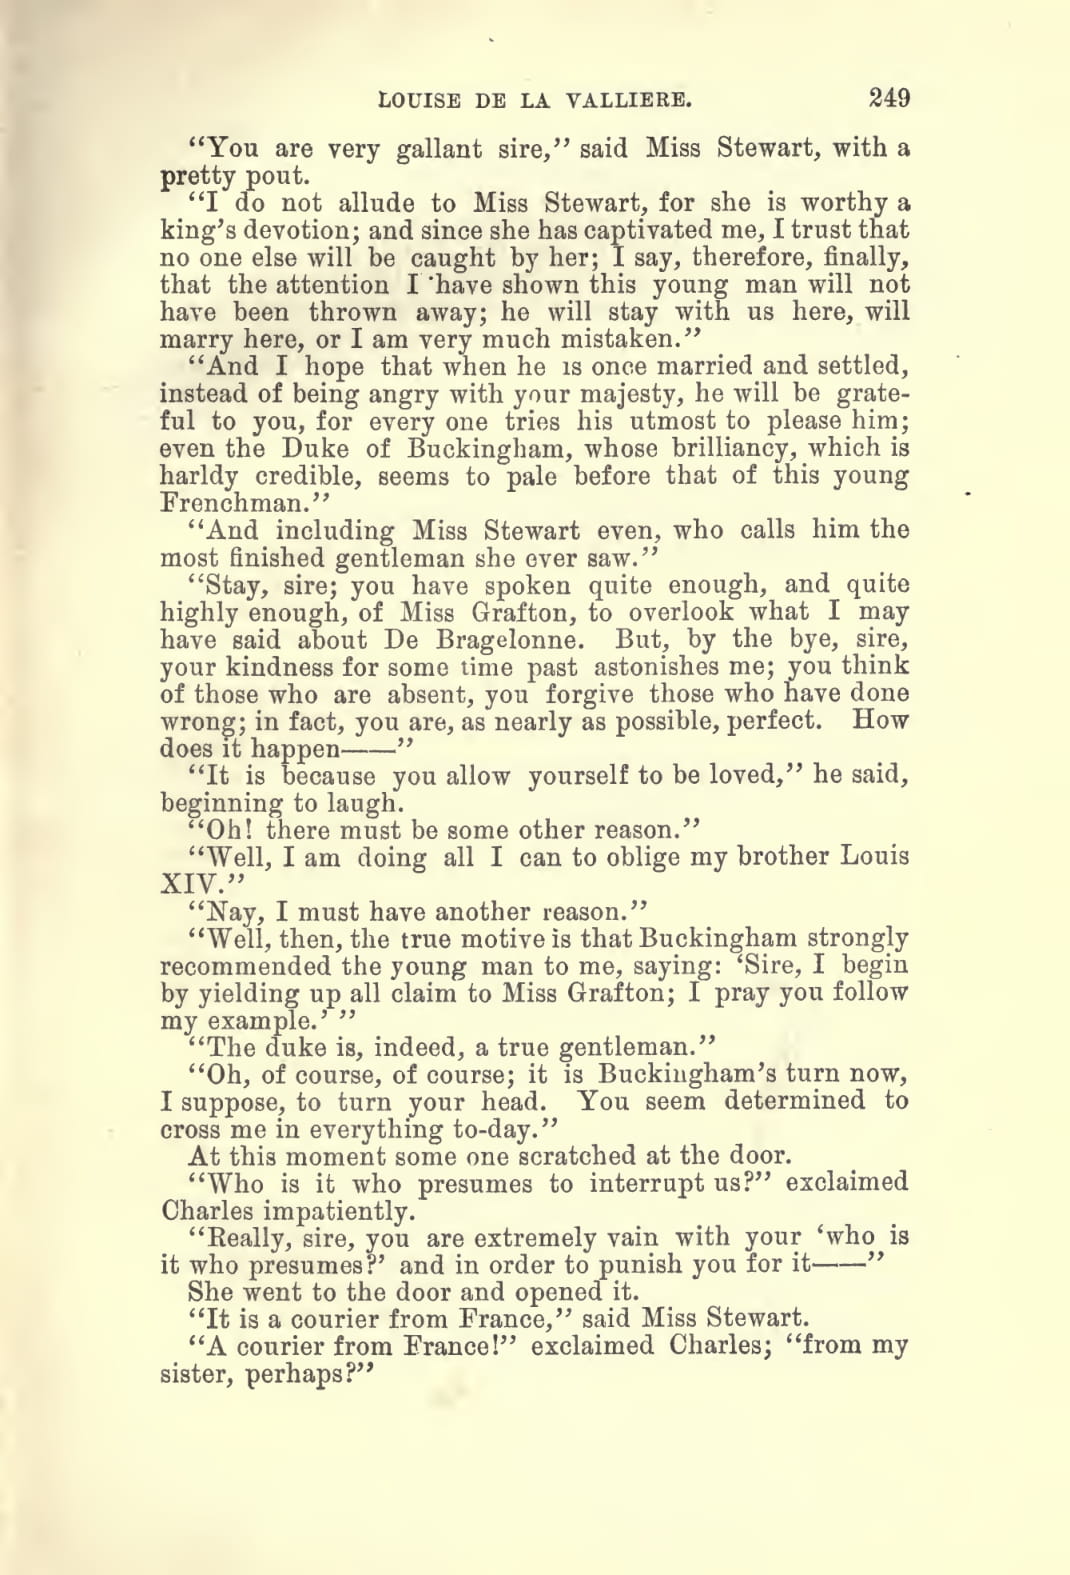 LOUISE DE LA VALLIERE. 249
“You are very gallant sire,” said Miss Stewart, with a
pretty pout.
“I do not allude to Miss Stewart, for she is worthy a
king’s devotion; and since she has captivated me, I trust that
no one else will be caught by her; I say, therefore, finally,
that the attention I have shown this young man will not
have been thrown away; he will stay with us here, will
marry here, or I am very much mistaken.”
“And I hope that when he is once married and settled,
instead of being angry with your majesty, he will be grate-
ful to you, for every one tries his utmost to please him;
even the Duke of Buckingham, whose brilliancy, which is
harldy credible, seems to pale before that of this young
Frenchman.”
“And including Miss Stewart even, who calls him the
most finished gentleman she ever saw.”
“Stay, sire; you have spoken quite enough, and quite
highly enough, of Miss Grafton, to overlook what I may
have said about De Bragelonne. But, by the bye, sire,
your kindness for some time past astonishes me; you think
of those who are absent, you forgive those who have done
wrong; in fact, you are, as nearly as possible, perfect. How
does it happen——”
“It is because you allow yourself to be loved,” he said,
beginning to laugh.
“Oh! there must be some other reason.”
“Well, I am doing all I can to oblige my brother Louis
XIV.”
“Nay, I must have another reason.”
“Well, then, the true motive is that Buckingham strongly
recommended the young man to me, saying: ‘Sire, I begin
by yielding up all claim to Miss Grafton; I pray you follow
my example.’ ”
“The duke is, indeed, a true gentleman.”
“Oh, of course, of course; it is Buckingham’s turn now,
I suppose, to turn your head. You seem determined to
cross me in everything to-day.”
At this moment some one scratched at the door.
“Who is it who presumes to interrupt us?” exclaimed
Charles impatiently.
“Really, sire, you are extremely vain with your ‘who is
it who presumes?’ and in order to punish you for it——”
She went to the door and opened it.
“It is a courier from France,” said Miss Stewart.
“A courier from France!” exclaimed Charles; “from my
sister, perhaps?”